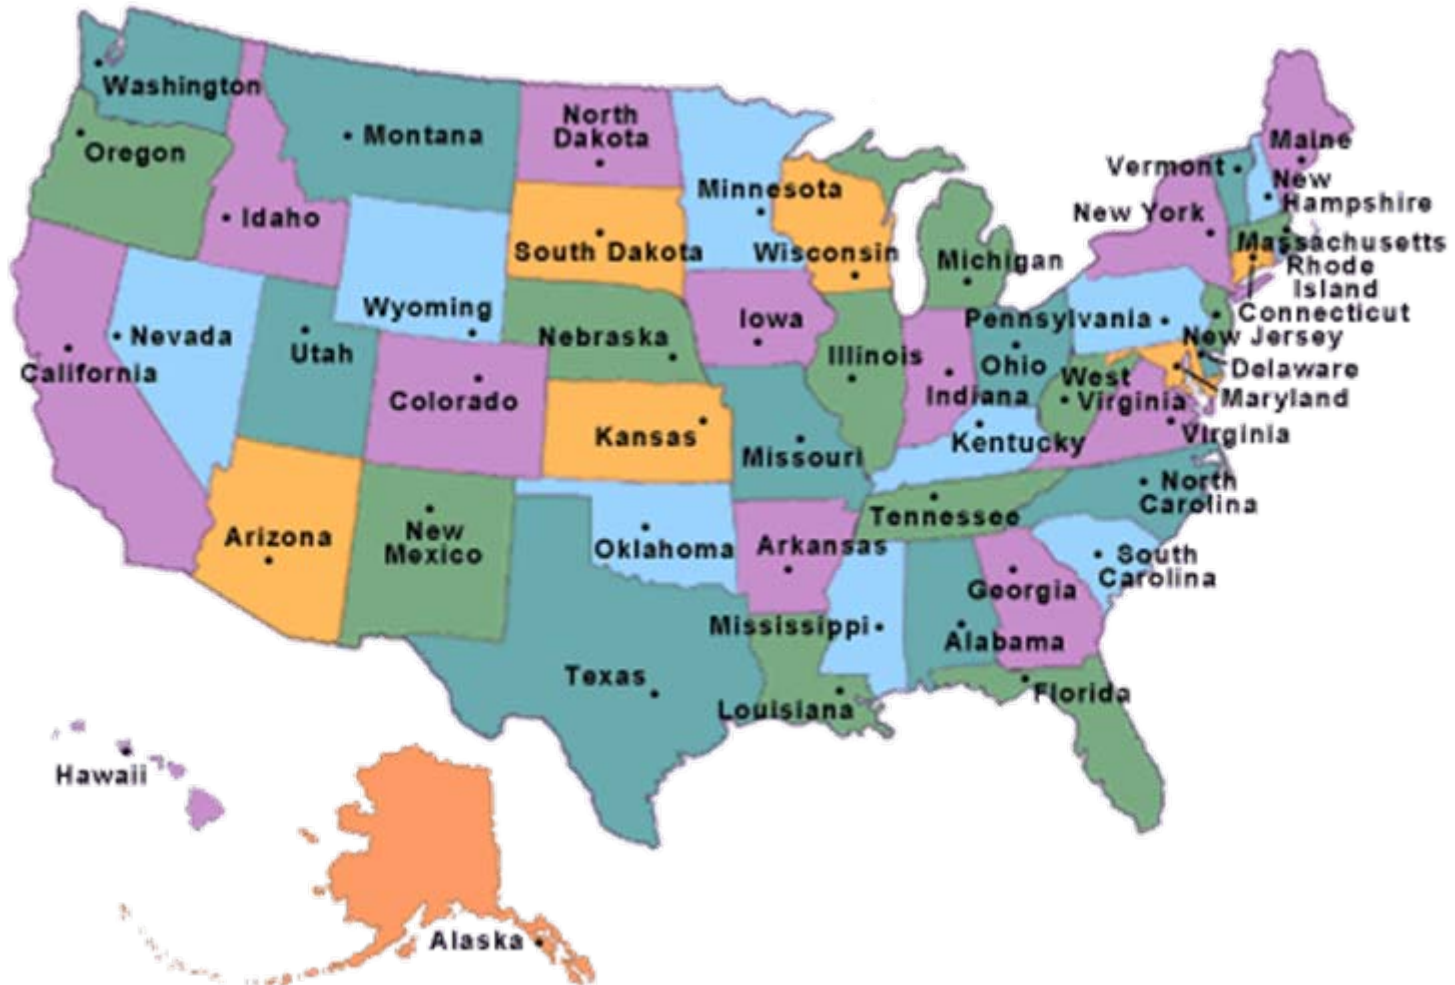 Washington
Oregon
Montana
Idaho
North
Dakota
Minnesota
South Dakota
Wisconsin
Michigan
Maine
Vermont
New
Hampshire
New York
Massachusetts
Rhode
Island
Connecticut
New Jersey
Pennsylvania
Delaware
Maryland
Wyoming
Nevada
Utah
California
Nebraska
Iowa
Illinois
Indiana
Ohio
West
Virginia
Virginia
Colorado
Kansas
Missouri
Kentucky
North
Carolina
Tennessee
South
Carolina
Arizona
New
Mexico
Oklahoma
Arkansas
Georgia
Mississippi
Alabama
Texas
Louisiana
Florida
Hawaii
Alaska